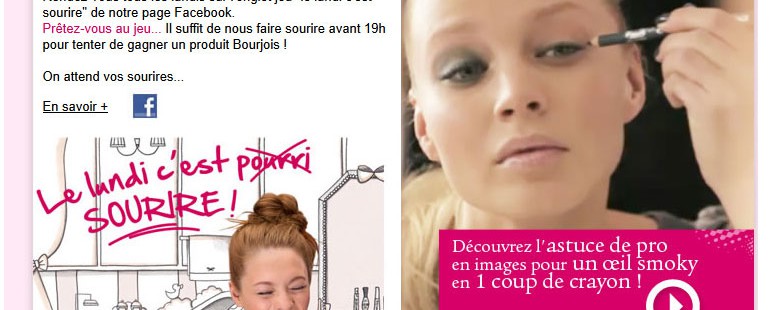 sourire" de notre page Facebook.
Prêtez-vous au jeu... Il suffit de nous faire sourire avant 19h
pour tenter de gagner un produit Bourjois !
On attend vos sourires...
En savoir +
f
Le lundi c'est pourri
SOURIRE !
Découvrez l'astuce de pro
en images pour un œil smoky
en 1 coup de crayon !